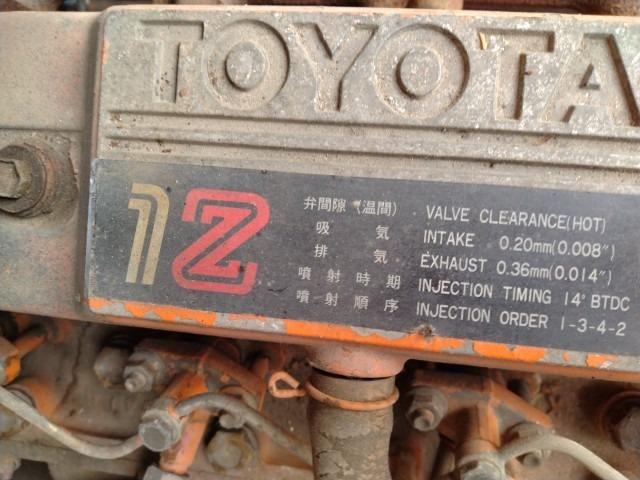 TOYOTA
1Z
弁間隙(温間) VALVE CLEARANCE(HOT)
吸気 INTAKE 0.20mm(0.008")
排気 EXHAUST 0.36mm(0.014")
噴射時期 INJECTION TIMING 14° BTDC
噴射順序 INJECTION ORDER 1-3-4-2